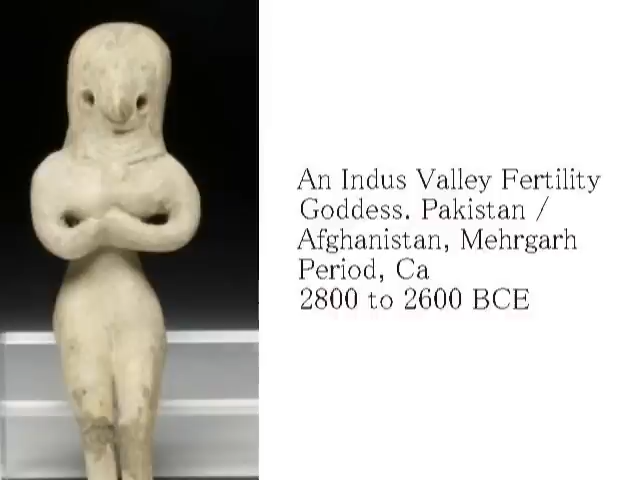 An Indus Valley Fertility
Goddess. Pakistan /
Afghanistan, Mehrgarh
Period, Ca
2800 to 2600 BCE